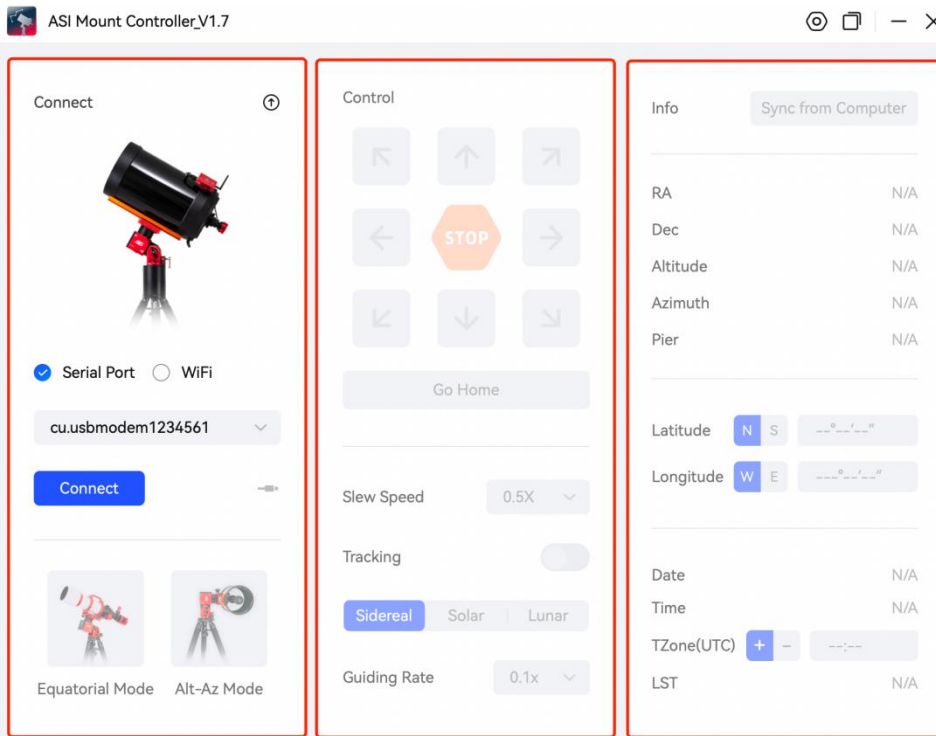 ASI Mount Controller_V1.7
Connect
Serial Port WiFi
cu.usbmodem1234561
Connect
Equatorial Mode Alt-Az Mode
Control
STOP
Go Home
Slew Speed 0.5X
Tracking
Sidereal Solar Lunar
Guiding Rate 0.1x
Info Sync from Computer
RA N/A
Dec N/A
Altitude N/A
Azimuth N/A
Pier N/A
Latitude N S --°--'--"
Longitude W E ---°--'--"
Date N/A
Time N/A
TZone(UTC) + - --:--
LST N/A